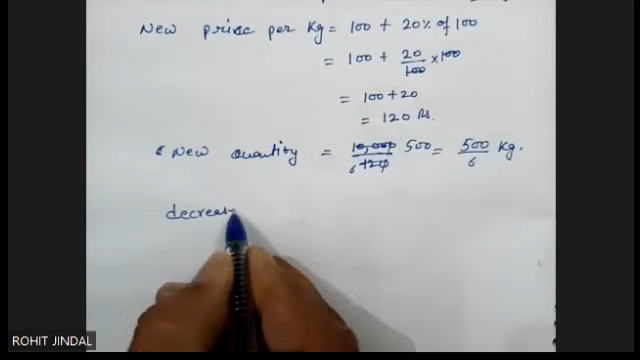 New price per Kg = 100 + 20% of 100
= 100 + 20/100 × 100
= 100 + 20
= 120 Rs.
New quantity = 10,000/120 500 6 = 500/6 Kg.
decreas
ROHIT JINDAL